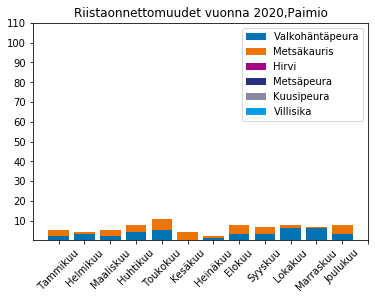 Riistaonnettomuudet vuonna 2020,Paimio
110
100
90
80
70
60
50
40
30
20
10
Valkohäntäpeura
Metsäkauris
Hirvi
Metsäpeura
Kuusipeura
Villisika
Tammikuu
Helmikuu
Maaliskuu
Huhtikuu
Toukokuu
Kesäkuu
Heinäkuu
Elokuu
Syyskuu
Lokakuu
Marraskuu
Joulukuu